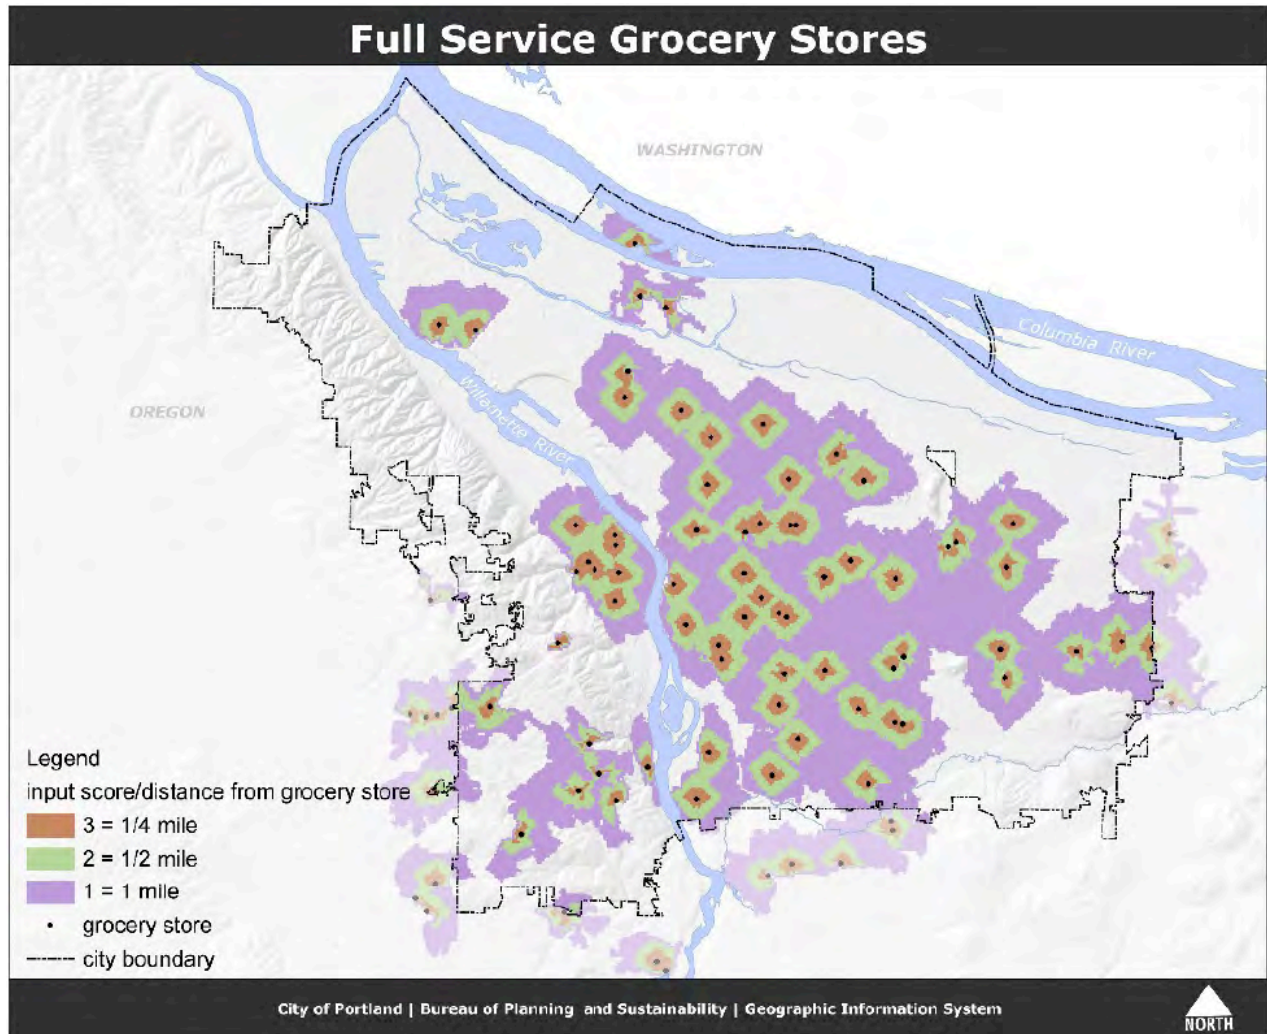 Full Service Grocery Stores
WASHINGTON
Columbia River
OREGON
Willamette River
Legend
input score/distance from grocery store
3 = 1/4 mile
2 = 1/2 mile
1 = 1 mile
grocery store
city boundary
City of Portland | Bureau of Planning and Sustainability | Geographic Information System
NORTH